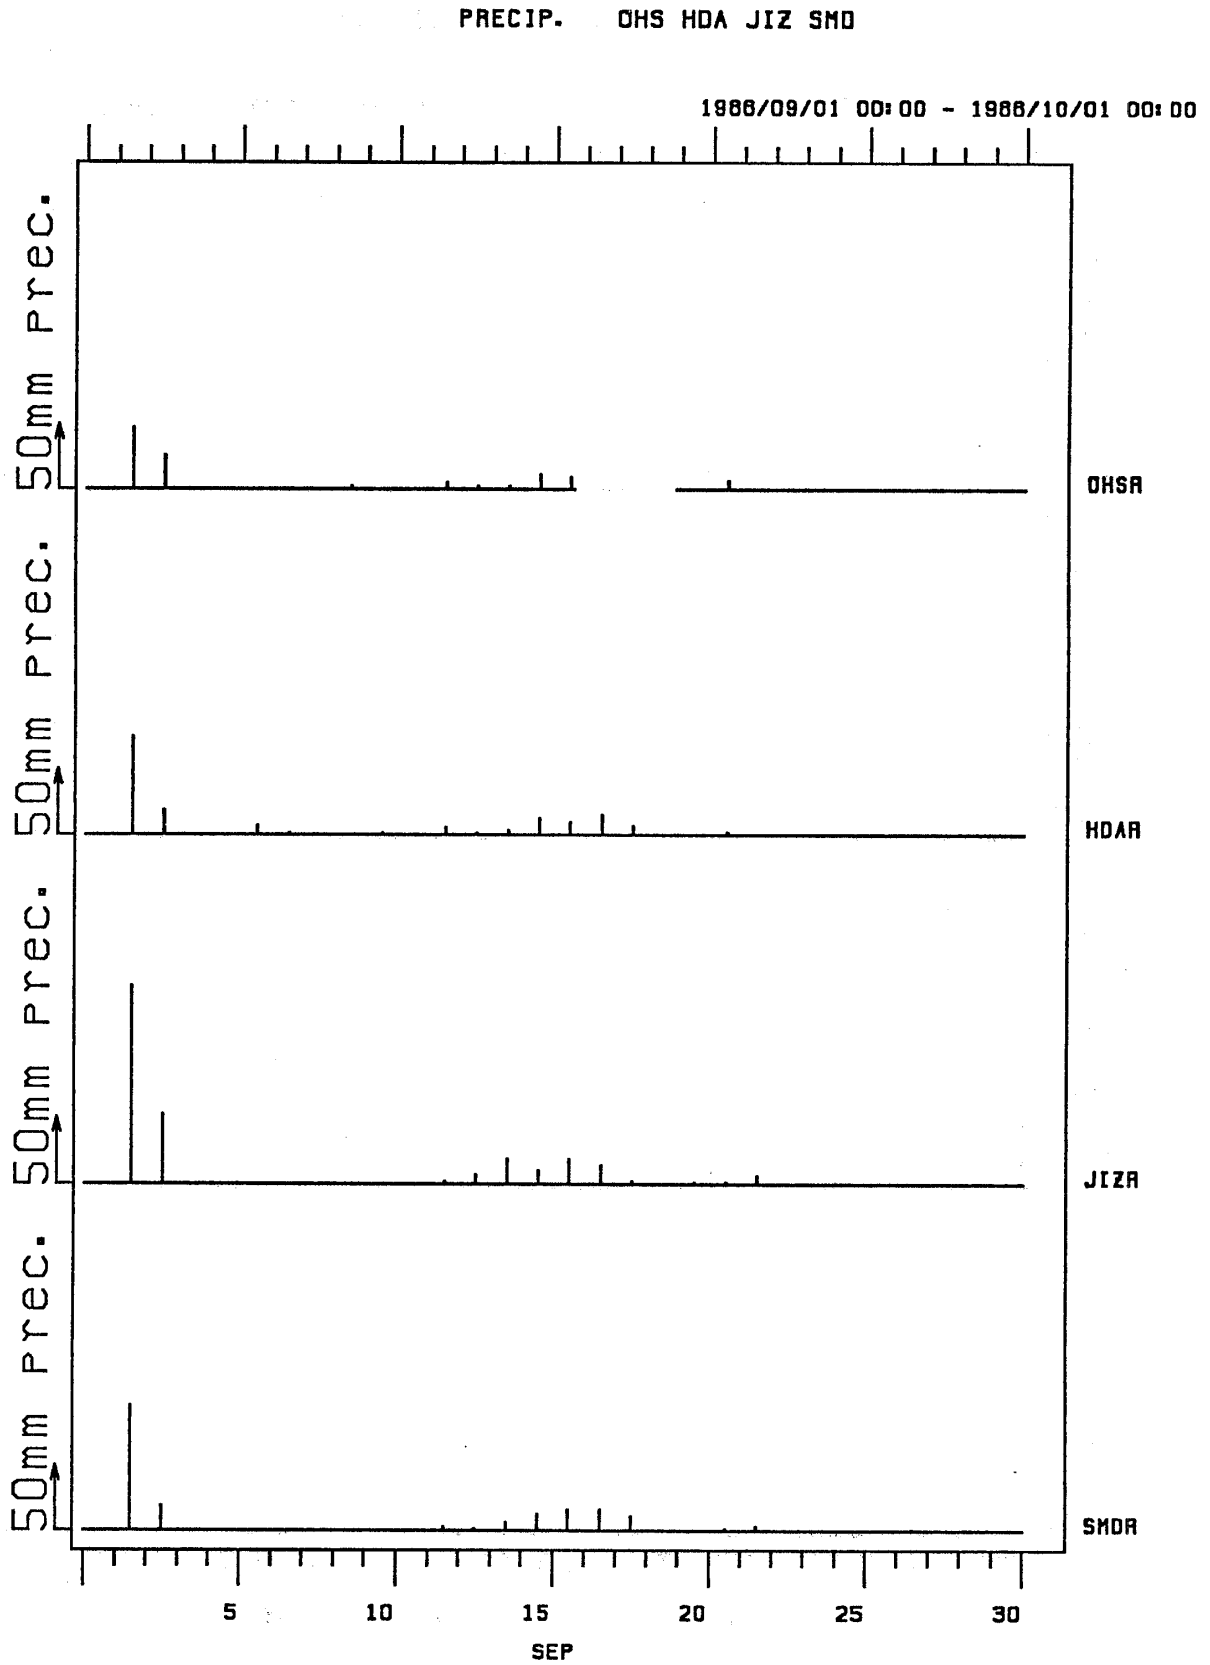 PRECIP. OHS HDA JIZ SMD
1986/09/01 00:00 - 1986/10/01 00:00
50mm Prec.
OHSA
50mm Prec.
HDAA
50mm Prec.
JIZA
50mm Prec.
SMDA
5 10 15 20 25 30
SEP